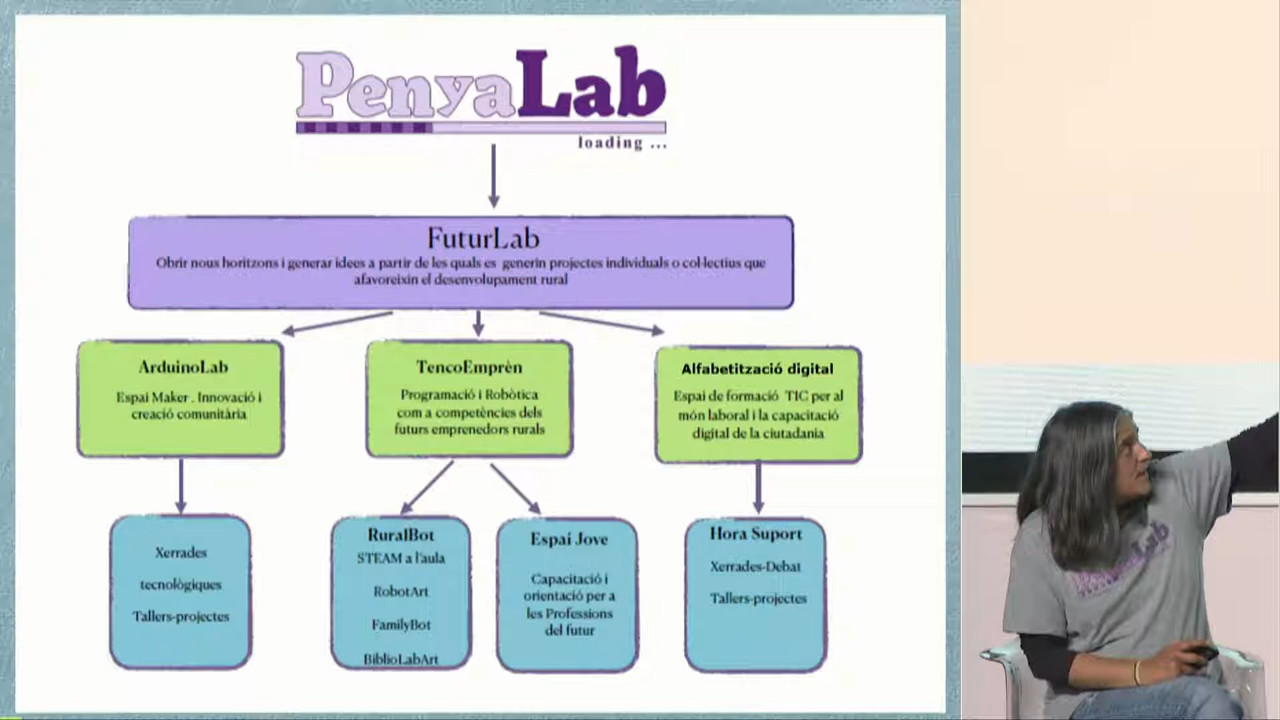 PenyaLab
loading ...
FuturLab
Obrir nous horitzons i generar idees a partir de les quals es generin projectes individuals o col·lectius que
afavoreixin el desenvolupament rural
ArduinoLab
Espai Maker . Innovació i
creació comunitària
TencoEmprèn
Programació i Robòtica
com a competències dels
futurs emprenedors rurals
Alfabetització digital
Espai de formació TIC per al
món laboral i la capacitació
digital de la ciutadania
Xerrades
tecnològiques
Tallers-projectes
RuralBot
STEAM a l'aula
RobotArt
FamilyBot
BiblioLabArt
Espai Jove
Capacitació i
orientació per a
les Professions
del futur
Hora Suport
Xerrades-Debat
Tallers-projectes
PenyaLab